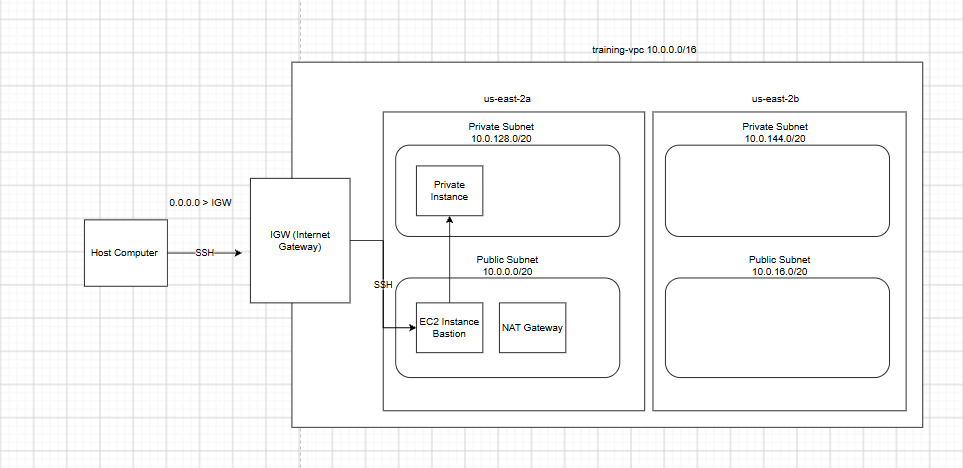 training-vpc 10.0.0.0/16
us-east-2a
us-east-2b
Private Subnet
10.0.128.0/20
Private Subnet
10.0.144.0/20
Private
Instance
0.0.0.0 > IGW
IGW (Internet
Gateway)
Host Computer
SSH
Public Subnet
10.0.0.0/20
Public Subnet
10.0.16.0/20
SSH
EC2 Instance
Bastion
NAT Gateway